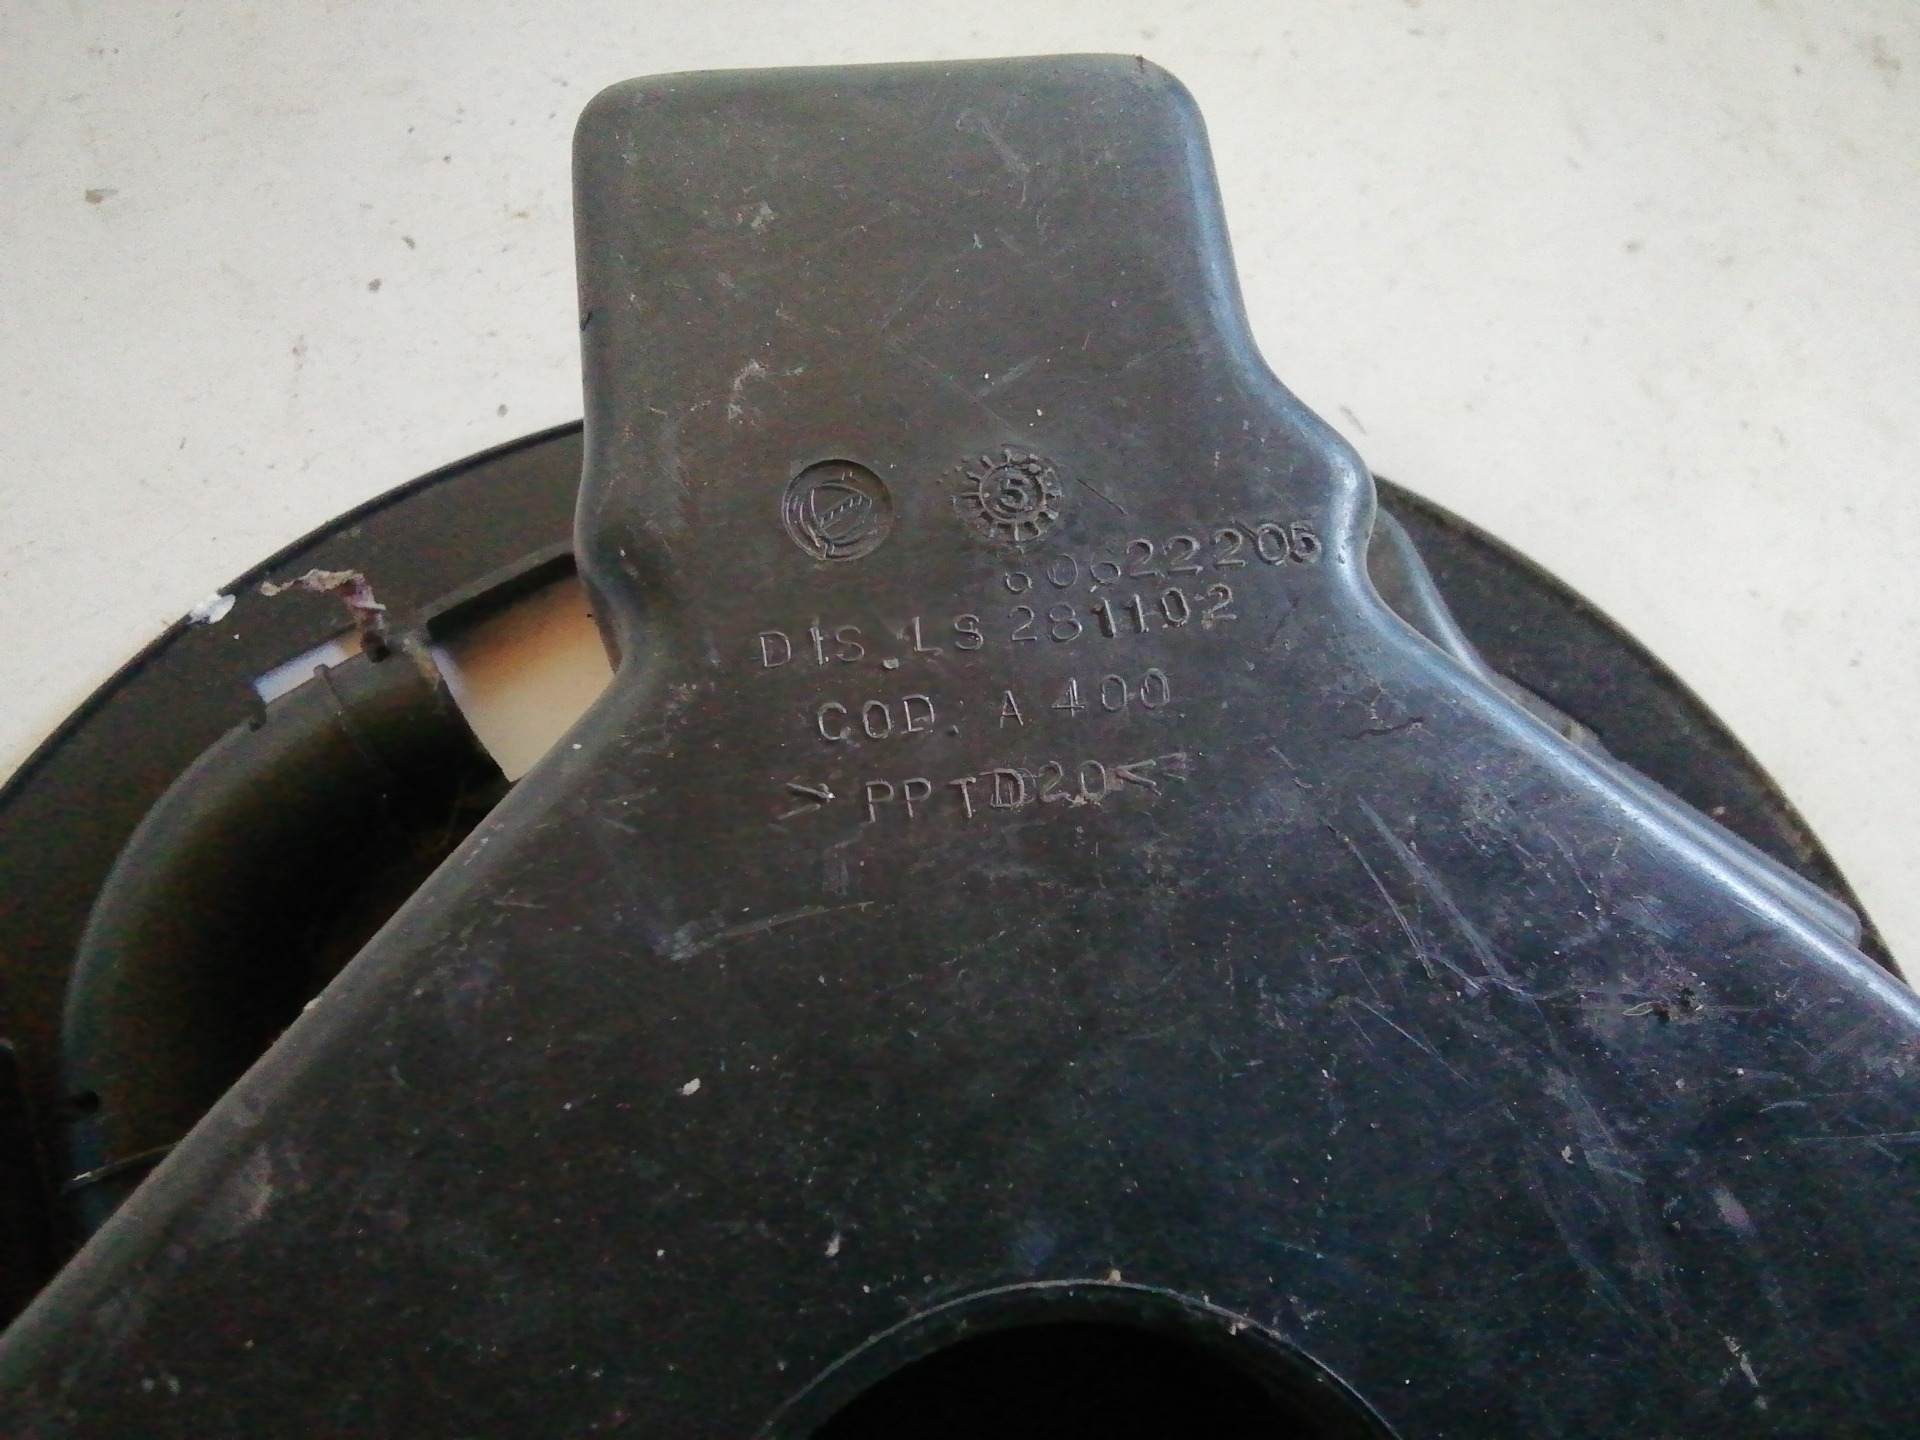 5
60622205
DIS.LS 281102
COD. A 400
> PPTD20<